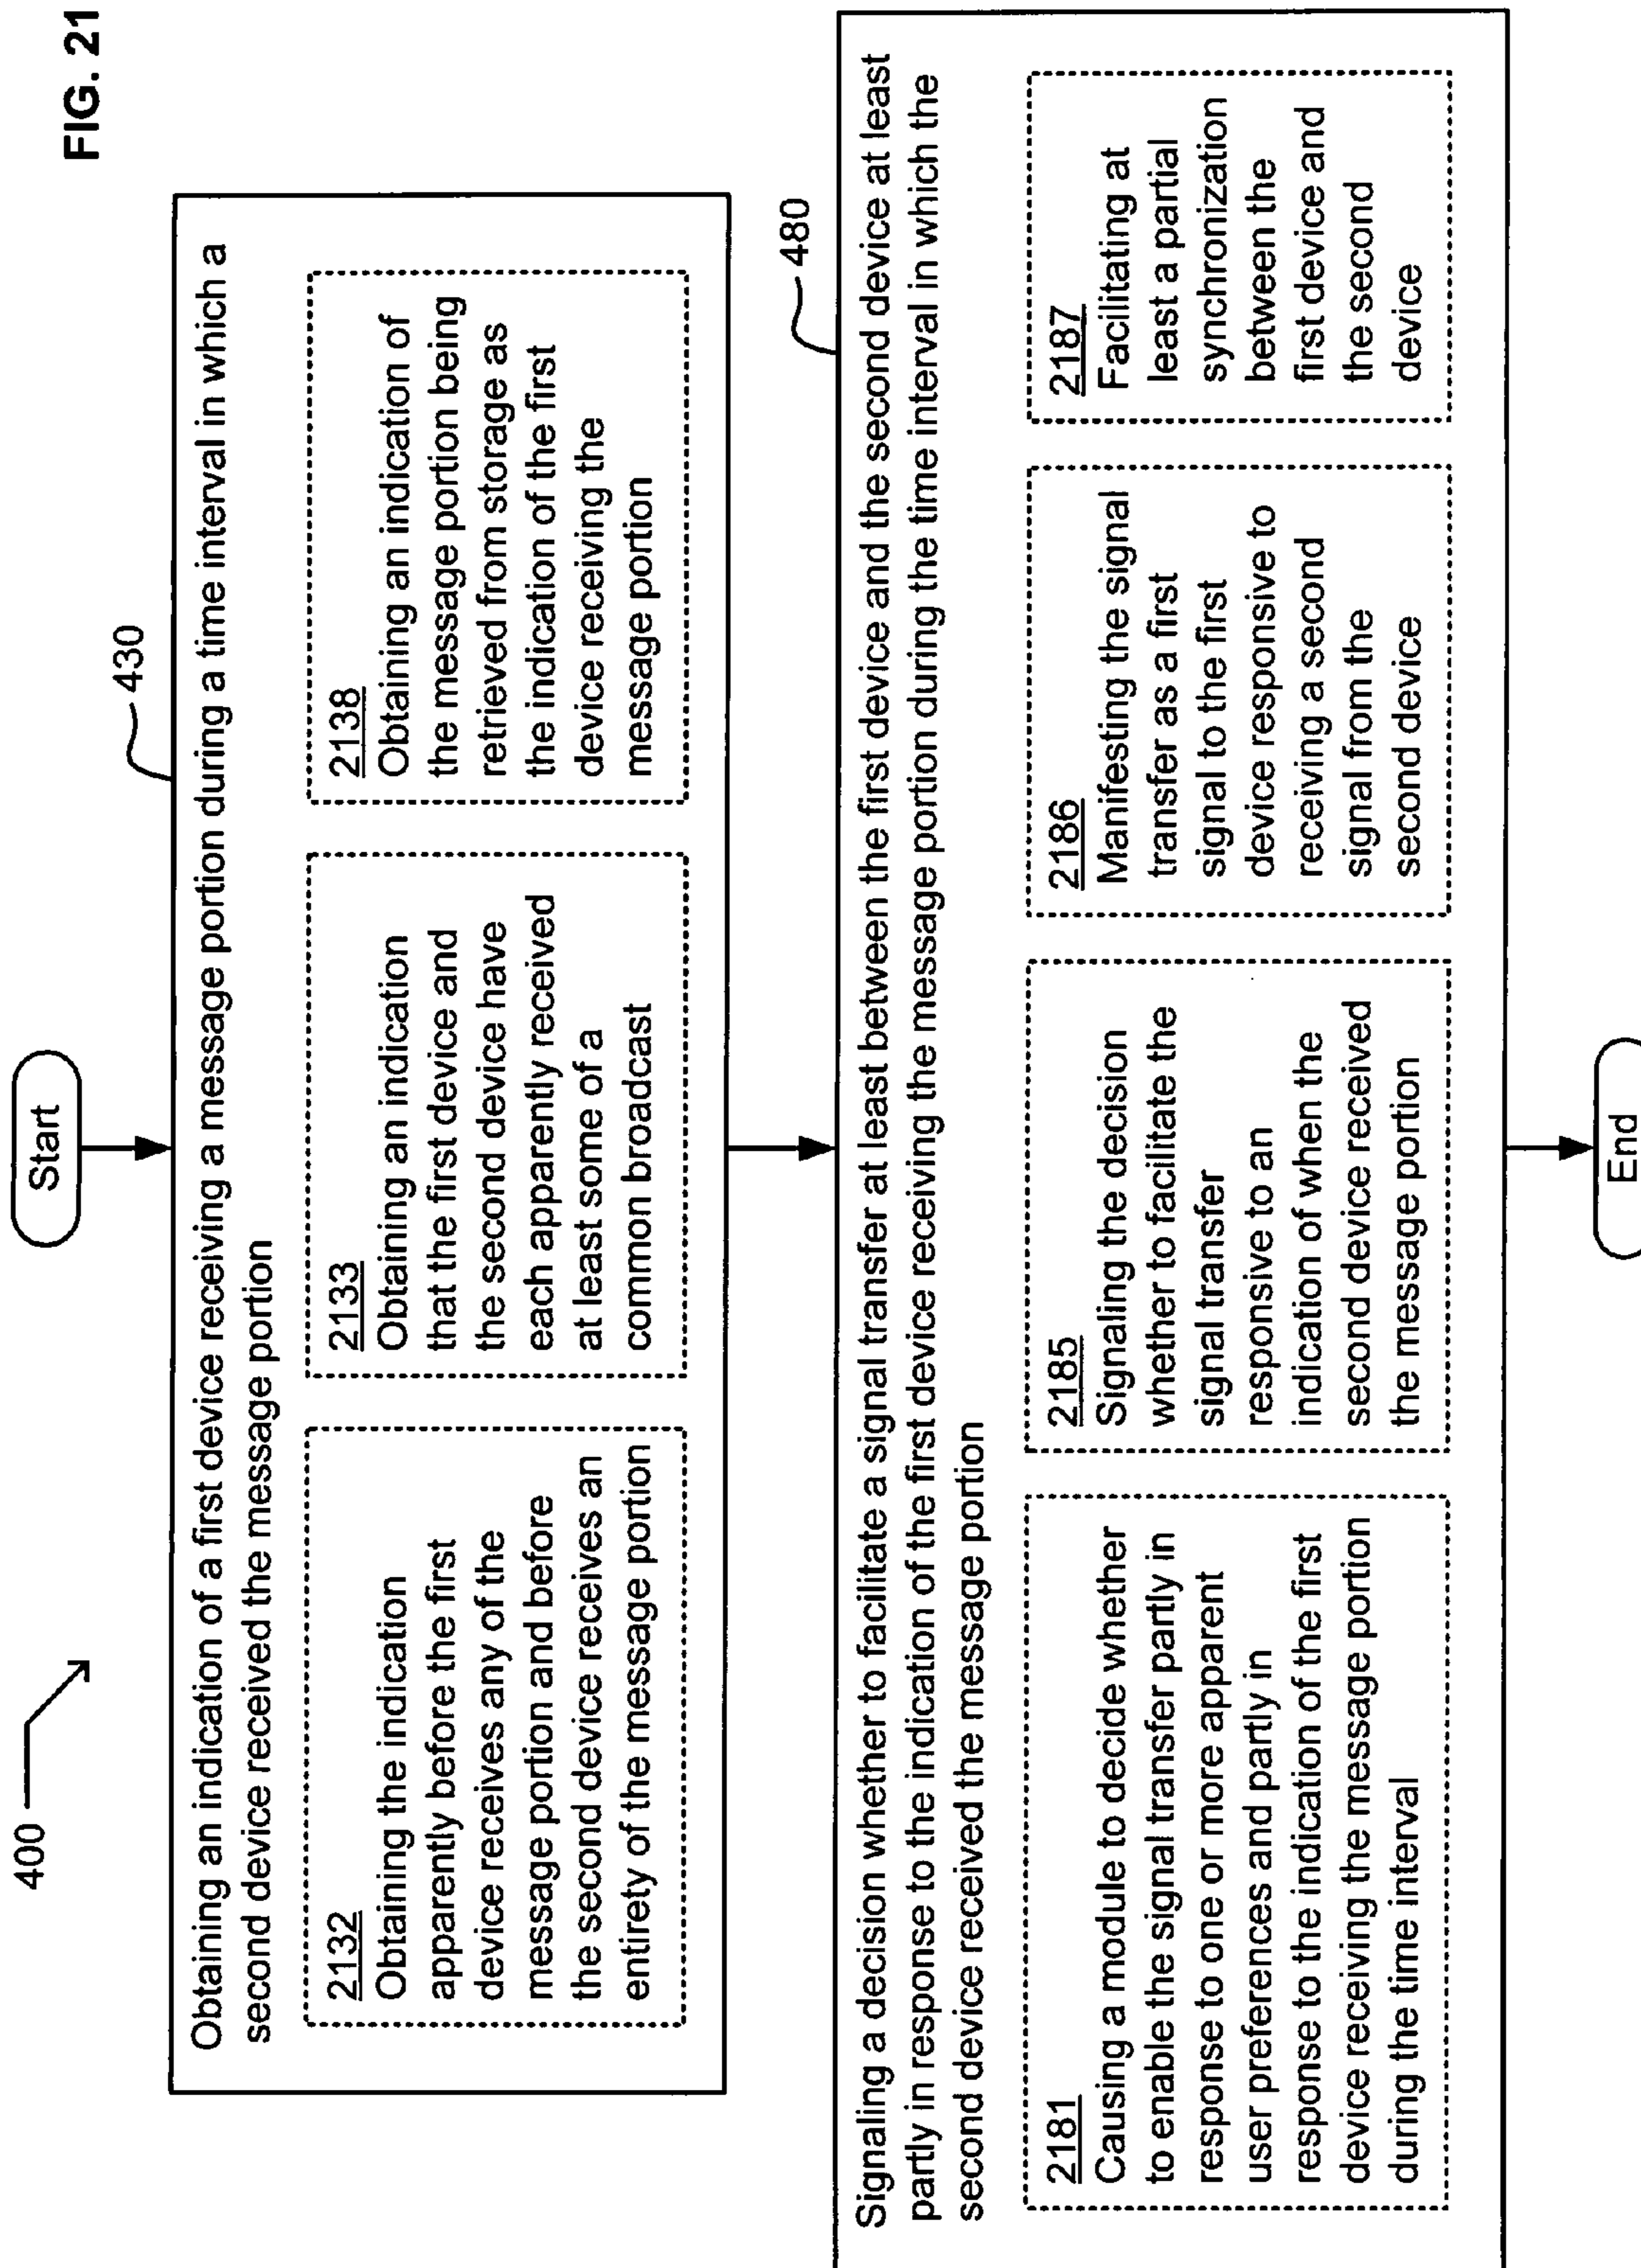 FIG. 21
400
Start
430
Obtaining an indication of a first device receiving a message portion during a time interval in which a
second device received the message portion
2132
Obtaining the indication
apparently before the first
device receives any of the
message portion and before
the second device receives an
entirety of the message portion
2133
Obtaining an indication
that the first device and
the second device have
each apparently received
at least some of a
common broadcast
2138
Obtaining an indication of
the message portion being
retrieved from storage as
the indication of the first
device receiving the
message portion
480
Signaling a decision whether to facilitate a signal transfer at least between the first device and the second device at least
partly in response to the indication of the first device receiving the message portion during the time interval in which the
second device received the message portion
2181
Causing a module to decide whether
to enable the signal transfer partly in
response to one or more apparent
user preferences and partly in
response to the indication of the first
device receiving the message portion
during the time interval
2185
Signaling the decision
whether to facilitate the
signal transfer
responsive to an
indication of when the
second device received
the message portion
2186
Manifesting the signal
transfer as a first
signal to the first
device responsive to
receiving a second
signal from the
second device
2187
Facilitating at
least a partial
synchronization
between the
first device and
the second
device
End